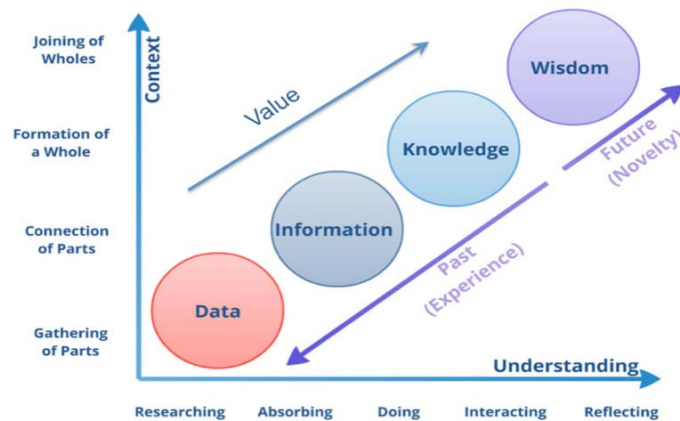 Joining of
Wholes
Context
Wisdom
Value
Formation of
a Whole
Knowledge
Future
(Novelty)
Connection
of Parts
Information
Past
(Experience)
Data
Gathering
of Parts
Understanding
Researching
Absorbing
Doing
Interacting
Reflecting